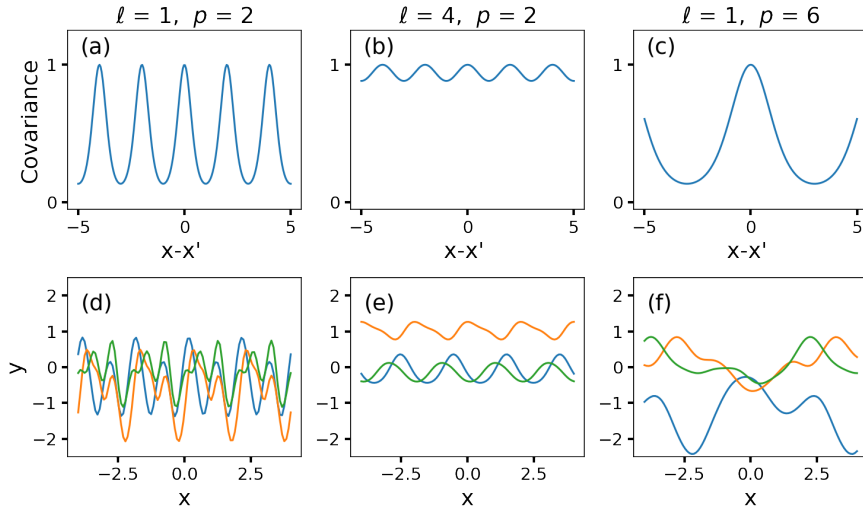 ℓ = 1, p = 2
ℓ = 4, p = 2
ℓ = 1, p = 6
(a)
(b)
(c)
Covariance
1
0
1
0
1
0
−5
0
5
−5
0
5
−5
0
5
x-x'
x-x'
x-x'
(d)
(e)
(f)
y
2
1
0
−1
−2
2
1
0
−1
−2
2
1
0
−1
−2
−2.5
0.0
2.5
−2.5
0.0
2.5
−2.5
0.0
2.5
x
x
x